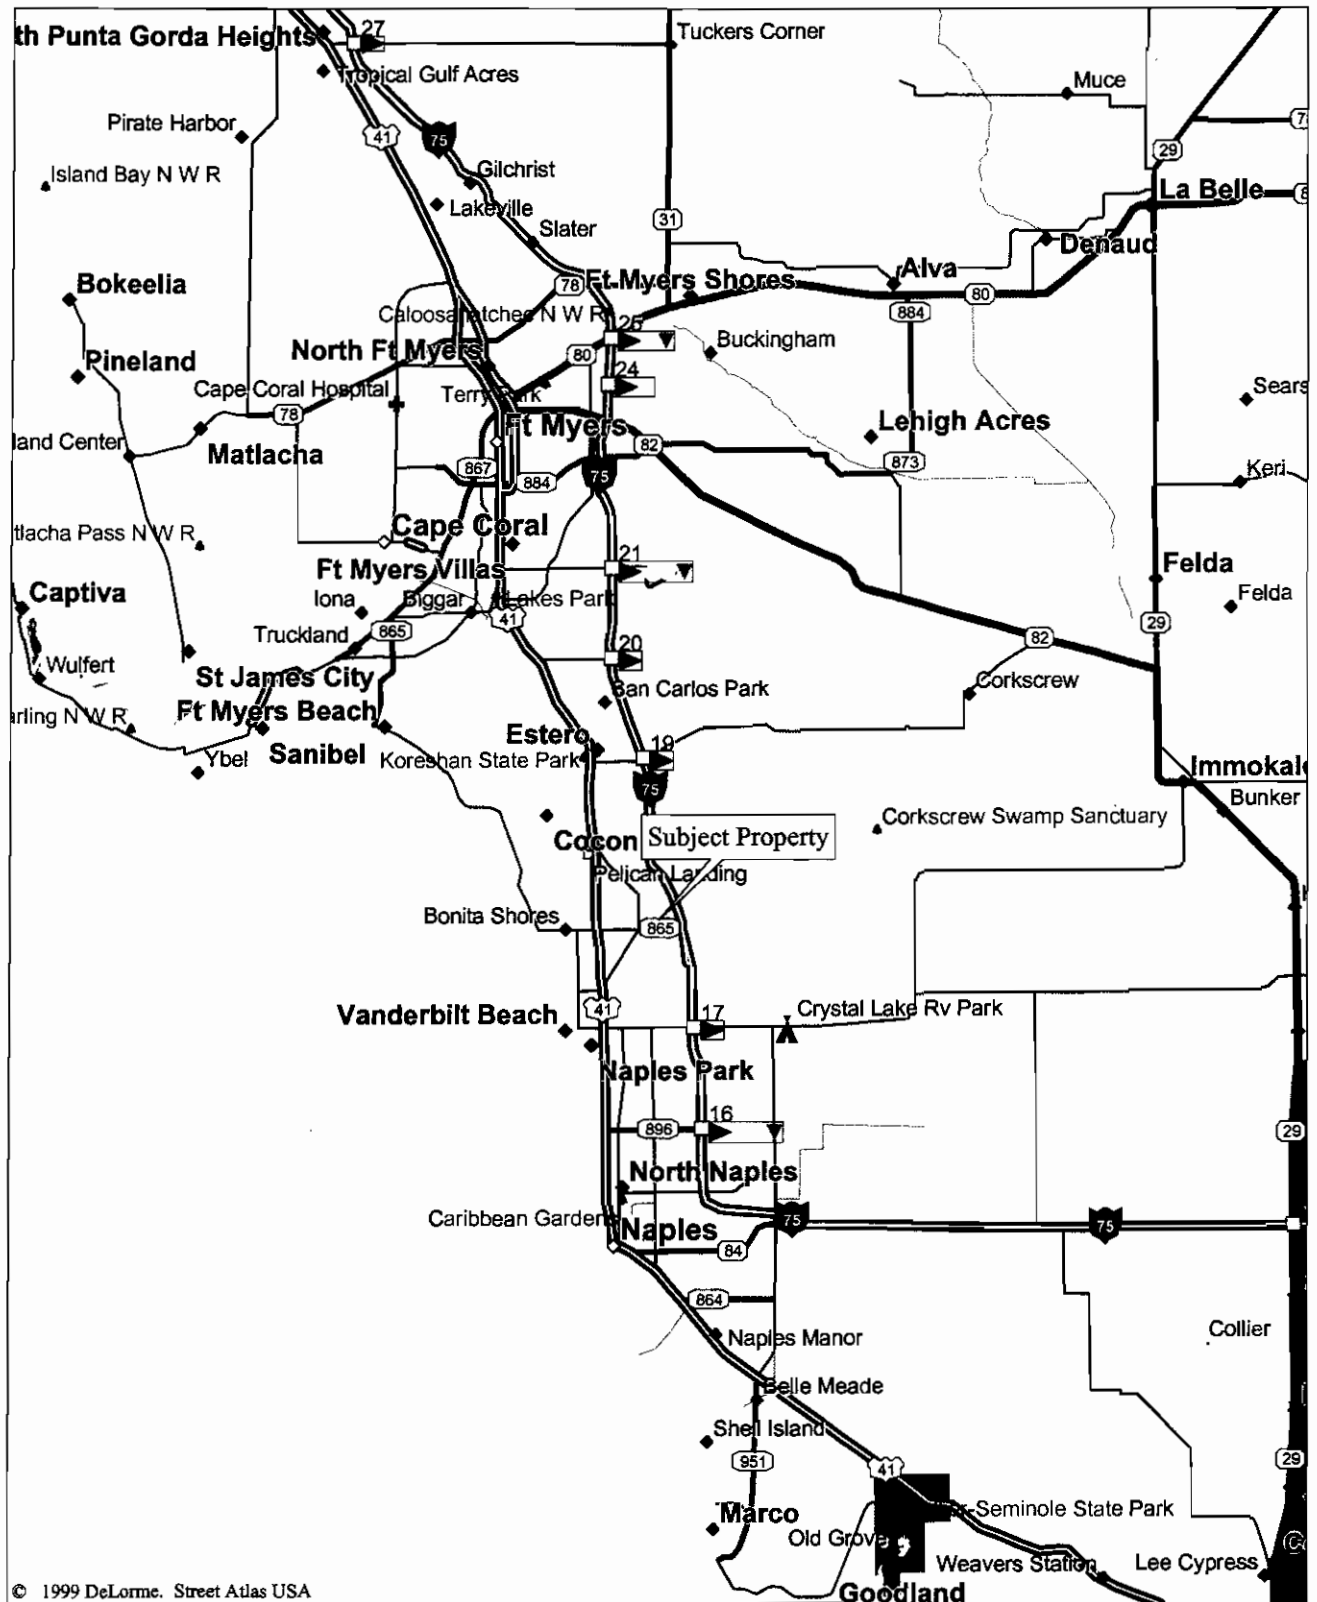 th Punta Gorda Heights
27
Tuckers Corner
Tropical Gulf Acres
Muce
Pirate Harbor
41
75
29
Island Bay N W R
Gilchrist
La Belle
Lakeville
31
Slater
Denaud
Bokeelia
78
Ft Myers Shores
Alva
80
Caloosahatchee N W R
884
25
Buckingham
North Ft Myers
80
Pineland
24
Cape Coral Hospital
Terry Park
Sears
78
Ft Myers
Lehigh Acres
land Center
82
Matlacha
867
884
75
873
Keri
tlacha Pass N W R
Cape Coral
21
Ft Myers Villas
Felda
Captiva
Iona
Biggar
Lakes Park
Felda
41
29
Truckland
865
20
82
Wulfert
St James City
San Carlos Park
Corkscrew
arling N W R
Ft Myers Beach
Estero
19
Ybel
Sanibel
Koreshan State Park
Immokal
75
Bunker
Cocon
Subject Property
Corkscrew Swamp Sanctuary
Pelican Landing
Bonita Shores
865
Vanderbilt Beach
41
17
Crystal Lake Rv Park
Naples Park
16
896
29
North Naples
Caribbean Gardens
Naples
75
75
84
864
Naples Manor
Collier
Belle Meade
Shell Island
951
41
29
Marco
-Seminole State Park
Old Grove
Weavers Station
Lee Cypress
Goodland
© 1999 DeLorme. Street Atlas USA